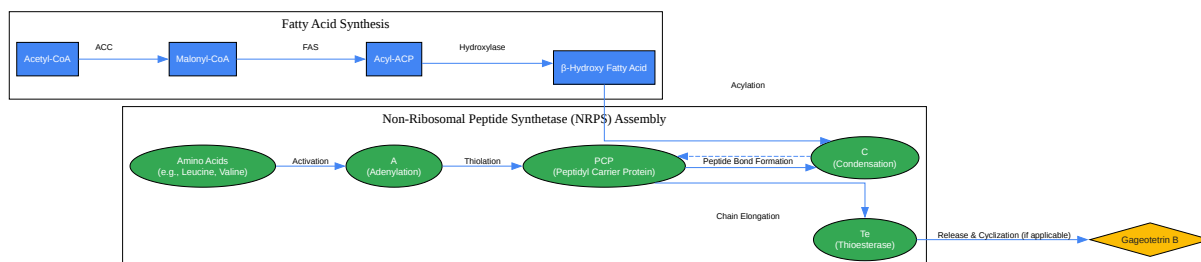 Fatty Acid Synthesis
Acetyl-CoA
ACC
Malonyl-CoA
FAS
Acyl-ACP
Hydroxylase
β-Hydroxy Fatty Acid
Acylation
Non-Ribosomal Peptide Synthetase (NRPS) Assembly
Amino Acids
(e.g., Leucine, Valine)
Activation
A
(Adenylation)
Thiolation
PCP
(Peptidyl Carrier Protein)
Peptide Bond Formation
C
(Condensation)
Chain Elongation
Te
(Thioesterase)
Release & Cyclization (if applicable)
Gageotetrin B